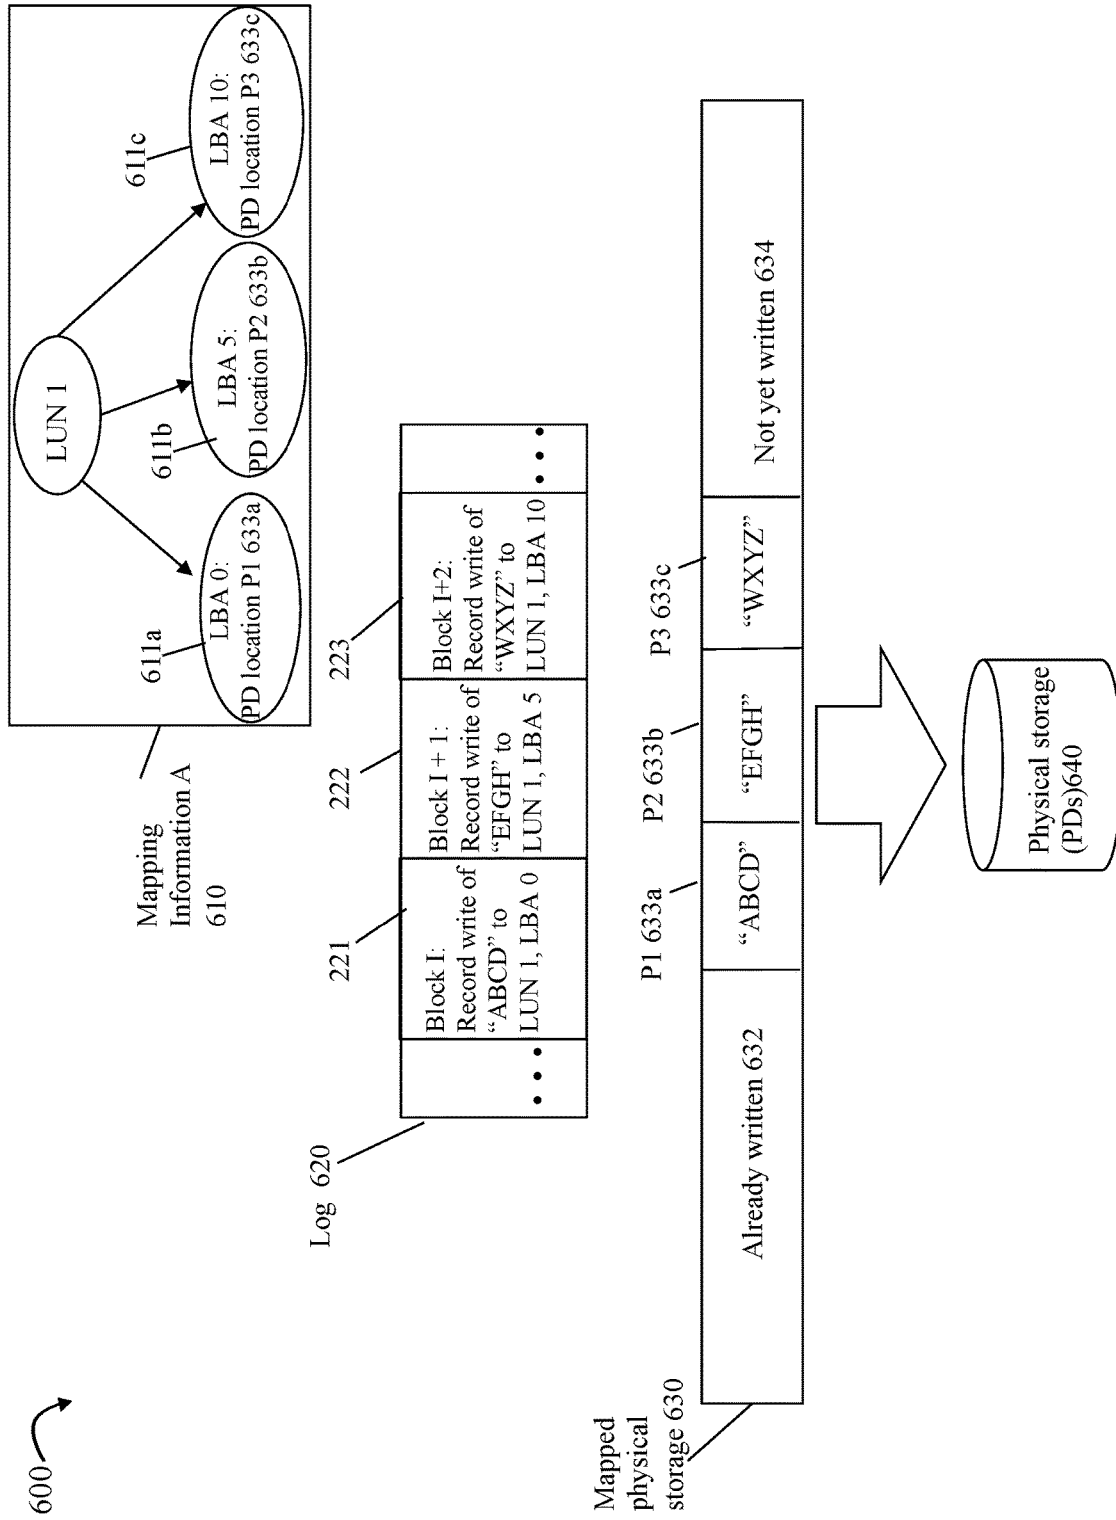 600
LUN 1
LBA 0:
PD location P1 633a
611a
LBA 5:
PD location P2 633b
611b
LBA 10:
PD location P3 633c
611c
Mapping
Information A
610
Log 620
221
222
223
Block I:
Record write of
“ABCD” to
LUN 1, LBA 0
Block I + 1:
Record write of
“EFGH” to
LUN 1, LBA 5
Block I+2:
Record write of
“WXYZ” to
LUN 1, LBA 10
• • •
• • •
Mapped
physical
storage 630
P1 633a
P2 633b
P3 633c
Already written 632
“ABCD”
“EFGH”
“WXYZ”
Not yet written 634
Physical storage
(PDs)640